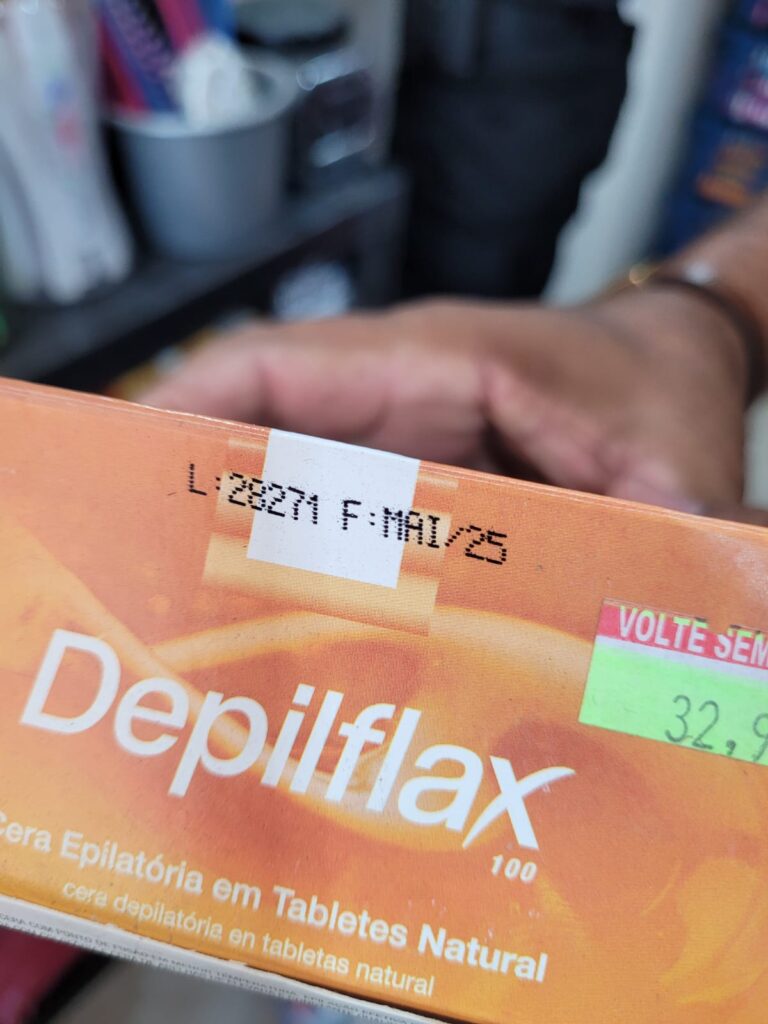 L:28271 F:MAI/25
VOLTE SEM
32,9
Depilflax
100
Cera Epilatória em Tabletes Natural
cera depilatória en tabletas natural